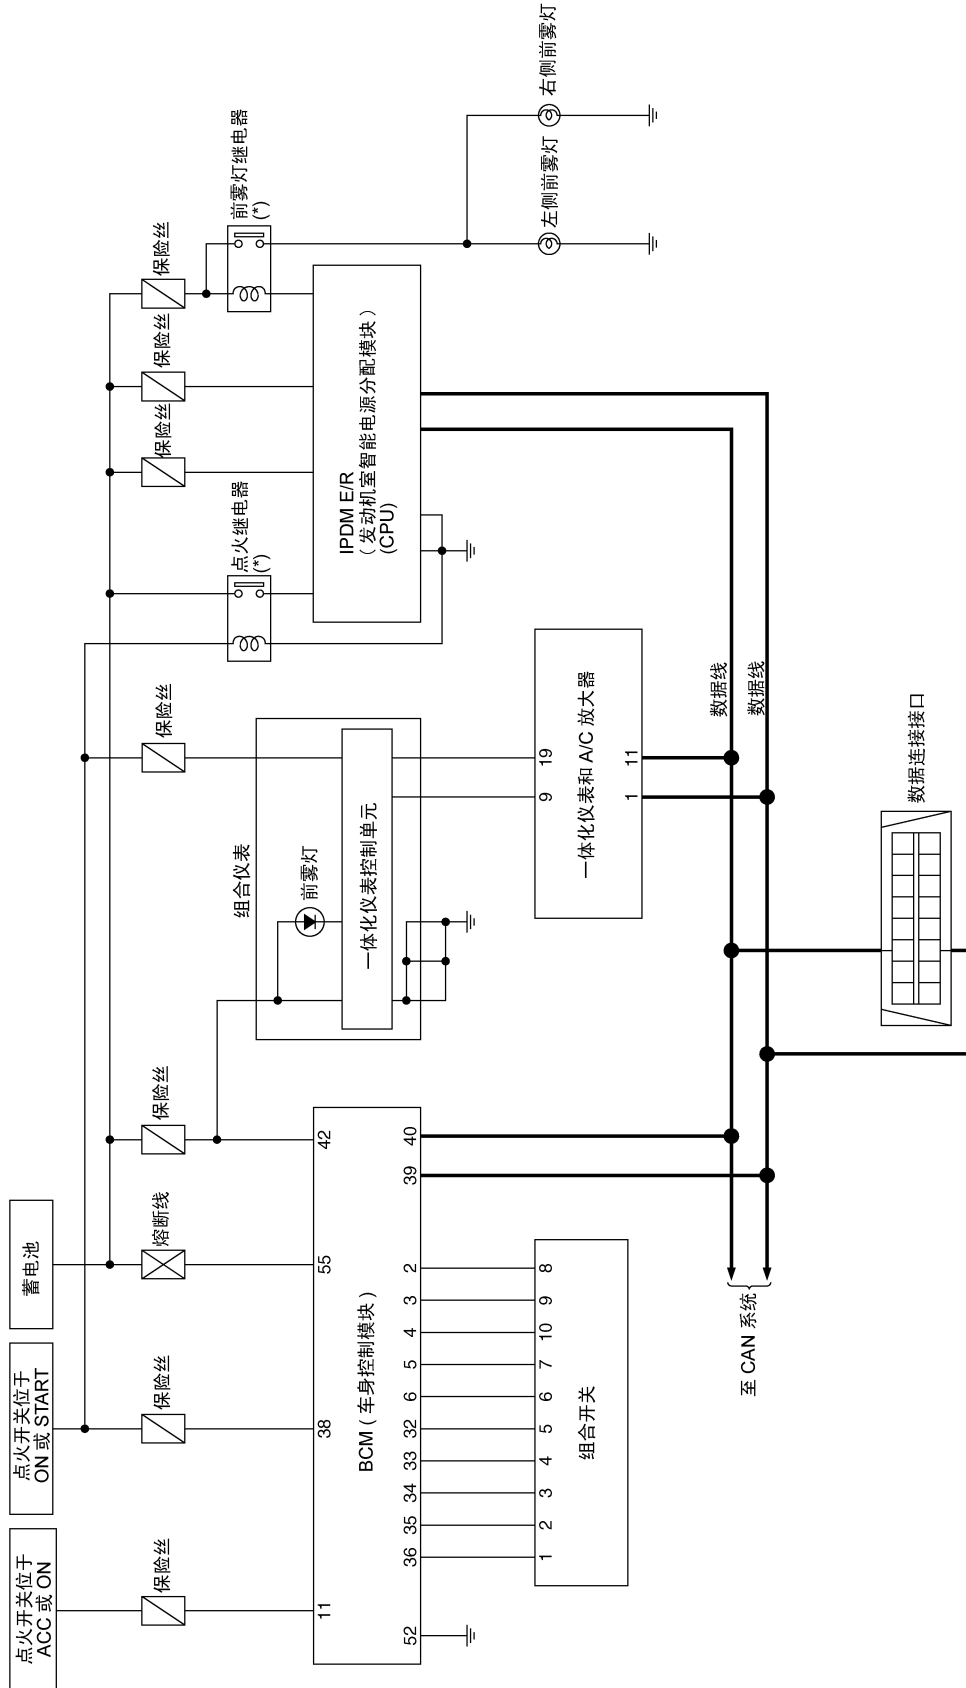 点火开关位于
ACC 或 ON
点火开关位于
ON 或 START
蓄电池
保险丝
保险丝
熔断线
保险丝
保险丝
点火继电器
(*)
保险丝
保险丝
保险丝
前雾灯继电器
(*)
11
38
55
42
BCM（车身控制模块）
52
36
35
34
33
32
6
5
4
3
2
39
40
1
2
3
4
5
6
7
10
9
8
组合开关
组合仪表
前雾灯
一体化仪表控制单元
9
19
一体化仪表和 A/C 放大器
1
11
IPDM E/R
（发动机室智能电源分配模块）
(CPU)
左侧前雾灯
右侧前雾灯
数据线
数据线
至 CAN 系统
数据连接接口